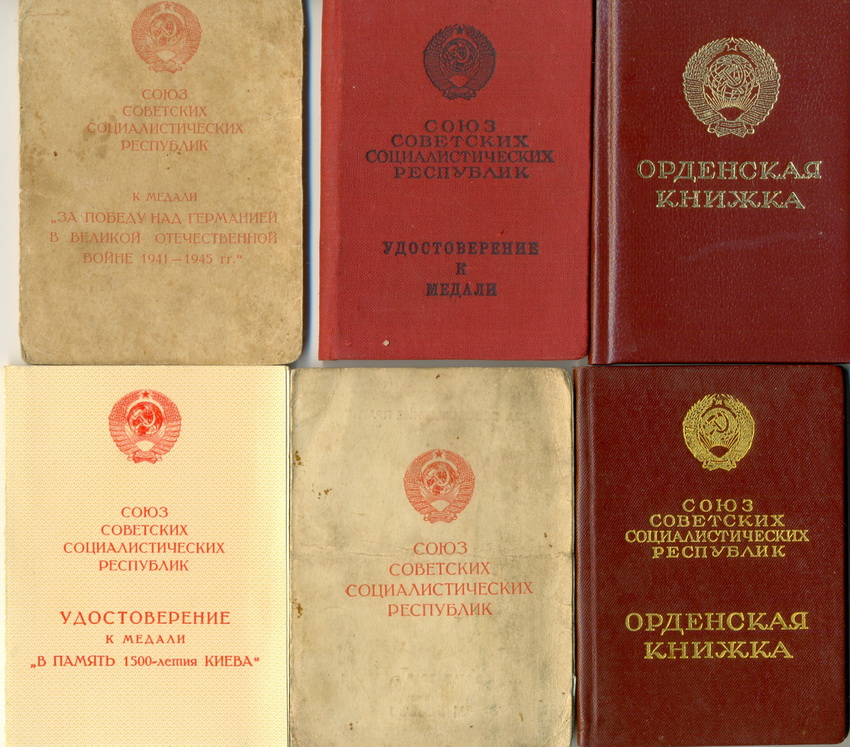 СОЮЗ
СОВЕТСКИХ
СОЦИАЛИСТИЧЕСКИХ
РЕСПУБЛИК
К МЕДАЛИ
„ЗА ПОБЕДУ НАД ГЕРМАНИЕЙ
В ВЕЛИКОЙ ОТЕЧЕСТВЕННОЙ
ВОЙНЕ 1941 – 1945 гг.“
СОЮЗ
СОВЕТСКИХ
СОЦИАЛИСТИЧЕСКИХ
РЕСПУБЛИК
УДОСТОВЕРЕНИЕ
К
МЕДАЛИ
ОРДЕНСКАЯ
КНИЖКА
СОЮЗ
СОВЕТСКИХ
СОЦИАЛИСТИЧЕСКИХ
РЕСПУБЛИК
УДОСТОВЕРЕНИЕ
К МЕДАЛИ
„В ПАМЯТЬ 1500-летия КИЕВА“
СОЮЗ
СОВЕТСКИХ
СОЦИАЛИСТИЧЕСКИХ
РЕСПУБЛИК
СОЮЗ
СОВЕТСКИХ
СОЦИАЛИСТИЧЕСКИХ
РЕСПУБЛИК
ОРДЕНСКАЯ
КНИЖКА